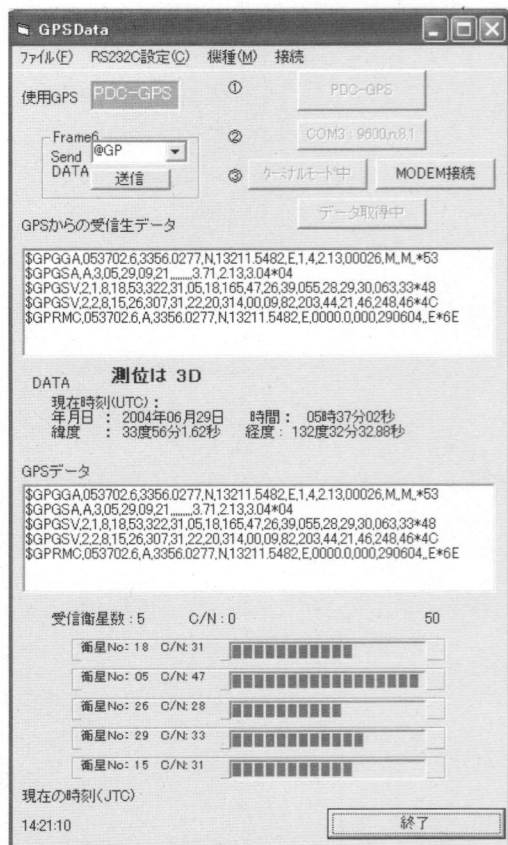 GPSData
ファイル(F) RS232C設定(C) 機種(M) 接続
使用GPS PDC-GPS ① PDC-GPS
Frame6
Send DATA @GP 送信
② COM3 : 9600,n,8,1
③ ターミナルモード中 MODEM接続
データ取得中
GPSからの受信生データ
$GPGGA,053702.6,3356.0277,N,13211.5482,E,1,4,2.13,00026,M,,M,,*53
$GPGSA,A,3,05,29,09,21,,,,,,,,,3.71,2.13,3.04*04
$GPGSV,2,1,8,18,53,322,31,05,18,165,47,26,39,055,28,29,30,063,33*48
$GPGSV,2,2,8,15,26,307,31,22,20,314,00,09,82,203,44,21,46,248,46*4C
$GPRMC,053702.6,A,3356.0277,N,13211.5482,E,0000.0,000,290604,,E*6E
DATA 測位は 3D
現在時刻(UTC) :
年月日 : 2004年06月29日 時間 : 05時37分02秒
緯度 : 33度56分1.62秒 経度 : 132度32分32.88秒
GPSデータ
$GPGGA,053702.6,3356.0277,N,13211.5482,E,1,4,2.13,00026,M,,M,,*53
$GPGSA,A,3,05,29,09,21,,,,,,,,,3.71,2.13,3.04*04
$GPGSV,2,1,8,18,53,322,31,05,18,165,47,26,39,055,28,29,30,063,33*48
$GPGSV,2,2,8,15,26,307,31,22,20,314,00,09,82,203,44,21,46,248,46*4C
$GPRMC,053702.6,A,3356.0277,N,13211.5482,E,0000.0,000,290604,,E*6E
受信衛星数 : 5 C/N : 0 50
衛星No: 18 C/N: 31
衛星No: 05 C/N: 47
衛星No: 26 C/N: 28
衛星No: 29 C/N: 33
衛星No: 15 C/N: 31
現在の時刻(JTC)
14:21:10 終了